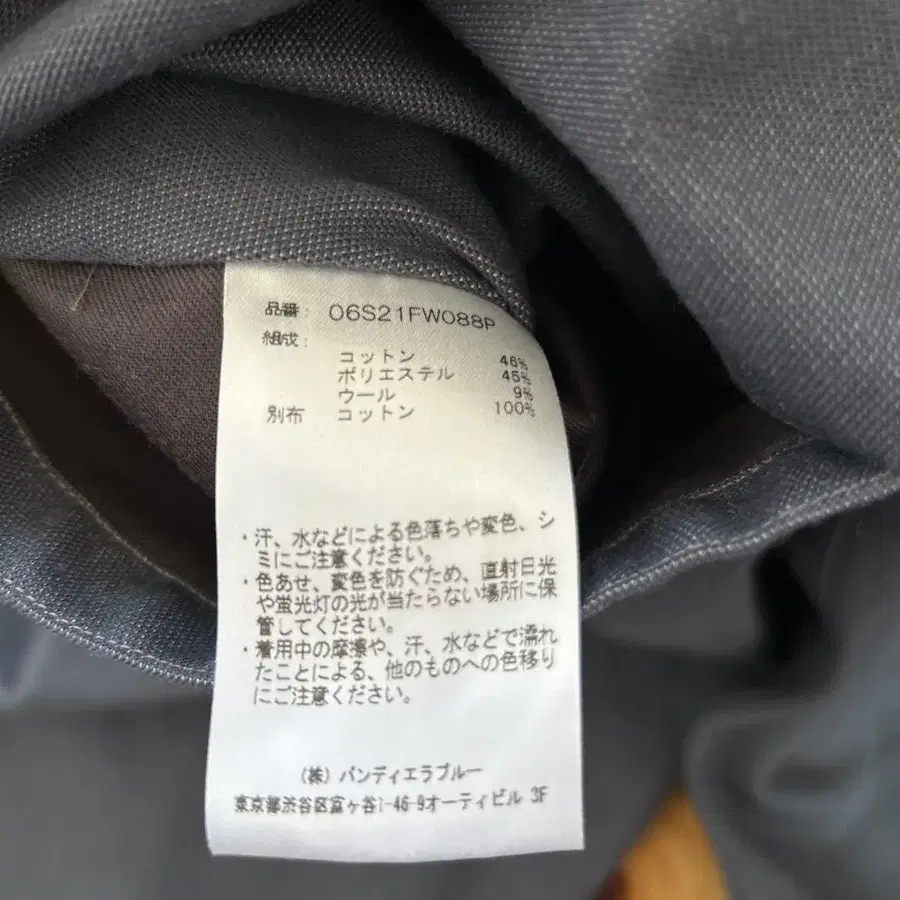 品番: 06S21FW088P
組成:
コットン 46%
ポリエステル 45%
ウール 9%
別布 コットン 100%
・汗、水などによる色落ちや変色、シ
ミにご注意ください。
・色あせ、変色を防ぐため、直射日光
や蛍光灯の光が当たらない場所に保
管してください。
・着用中の摩擦や、汗、水などで濡れ
たことによる、他のものへの色移り
にご注意ください。
(株) バンディエラブルー
東京都渋谷区富ヶ谷1-46-9オーティビル 3F